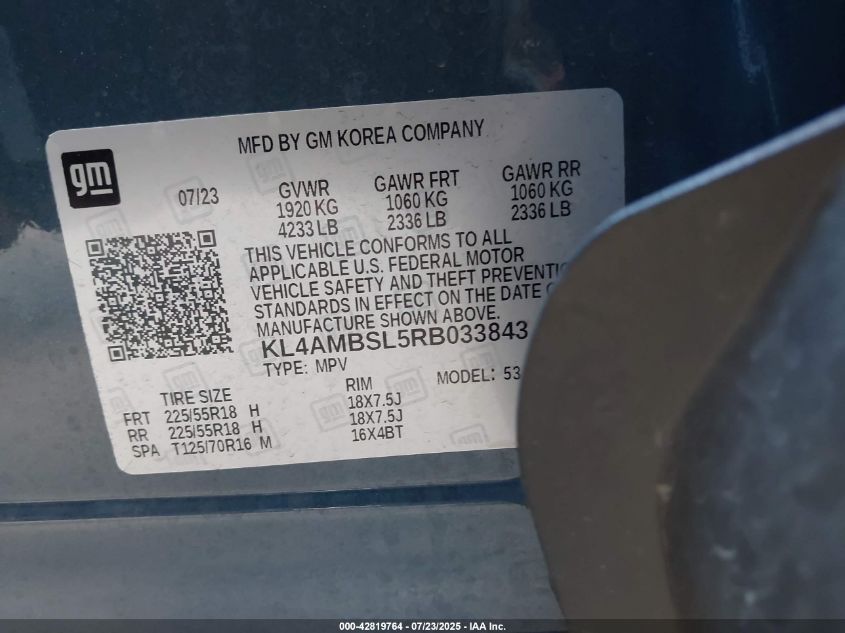 MFD BY GM KOREA COMPANY
gm
07/23
GVWR GAWR FRT GAWR RR
1920 KG 1060 KG 1060 KG
4233 LB 2336 LB 2336 LB
THIS VEHICLE CONFORMS TO ALL
APPLICABLE U.S. FEDERAL MOTOR
VEHICLE SAFETY AND THEFT
STANDARDS IN EFFECT ON THE DATE
MANUFACTURE SHOWN ABOVE.
KL4AMBSL5RB033843
TYPE: MPV MODEL: 53
TIRE SIZE RIM
FRT 225/55R18 H 18X7.5J
RR 225/55R18 H 18X7.5J
SPA T125/70R16 M 16X4BT
000-42819764 - 07/23/2025 - IAA Inc.